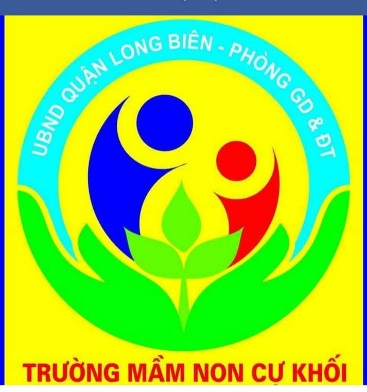 UBND QUẬN LONG BIÊN - PHÒNG GD & ĐT
TRƯỜNG MẦM NON CỰ KHỐI